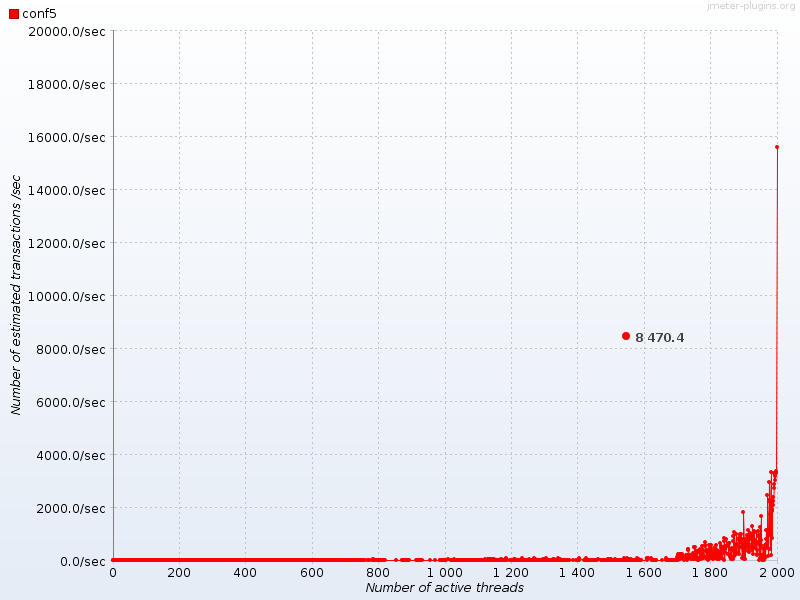 jmeter-plugins.org
conf5
20000.0/sec
18000.0/sec
16000.0/sec
14000.0/sec
12000.0/sec
10000.0/sec
8000.0/sec
6000.0/sec
4000.0/sec
2000.0/sec
0.0/sec
Number of estimated transactions /sec
8 470.4
0 200 400 600 800 1 000 1 200 1 400 1 600 1 800 2 000
Number of active threads